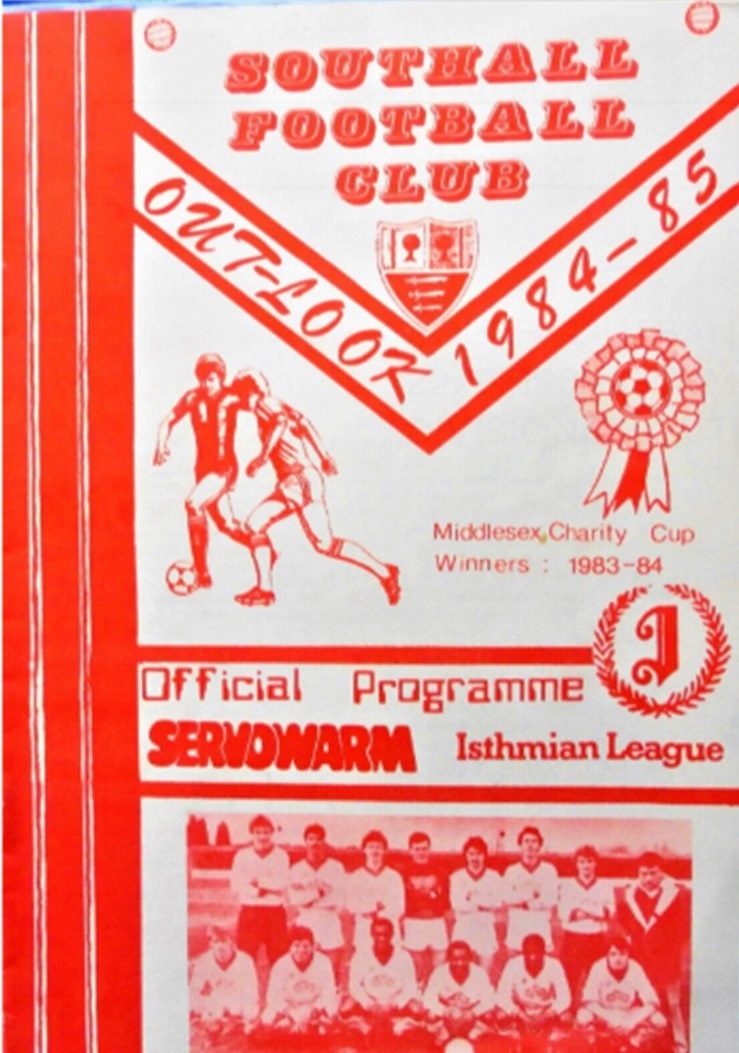 SOUTHALL
FOOTBALL
CLUB
OUT-LOOK 1984-85
Middlesex Charity Cup
Winners : 1983-84
I
Official Programme
SERVOWARM Isthmian League